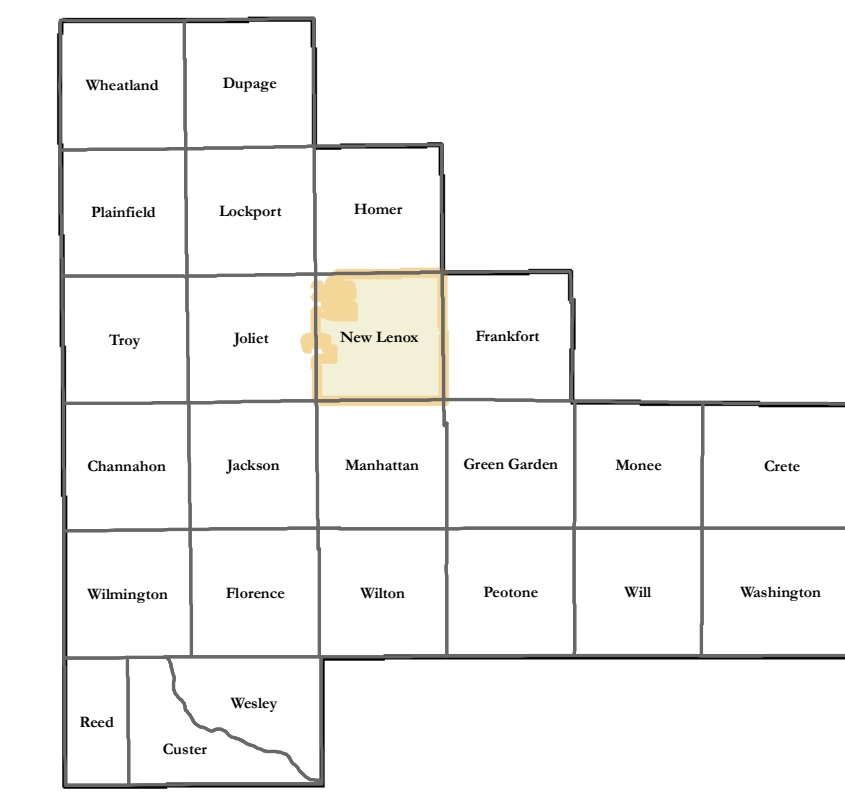 Wheatland
Dupage
Plainfield
Lockport
Homer
Troy
Joliet
New Lenox
Frankfort
Channahon
Jackson
Manhattan
Green Garden
Monee
Crete
Wilmington
Florence
Wilton
Peotone
Will
Washington
Reed
Wesley
Custer